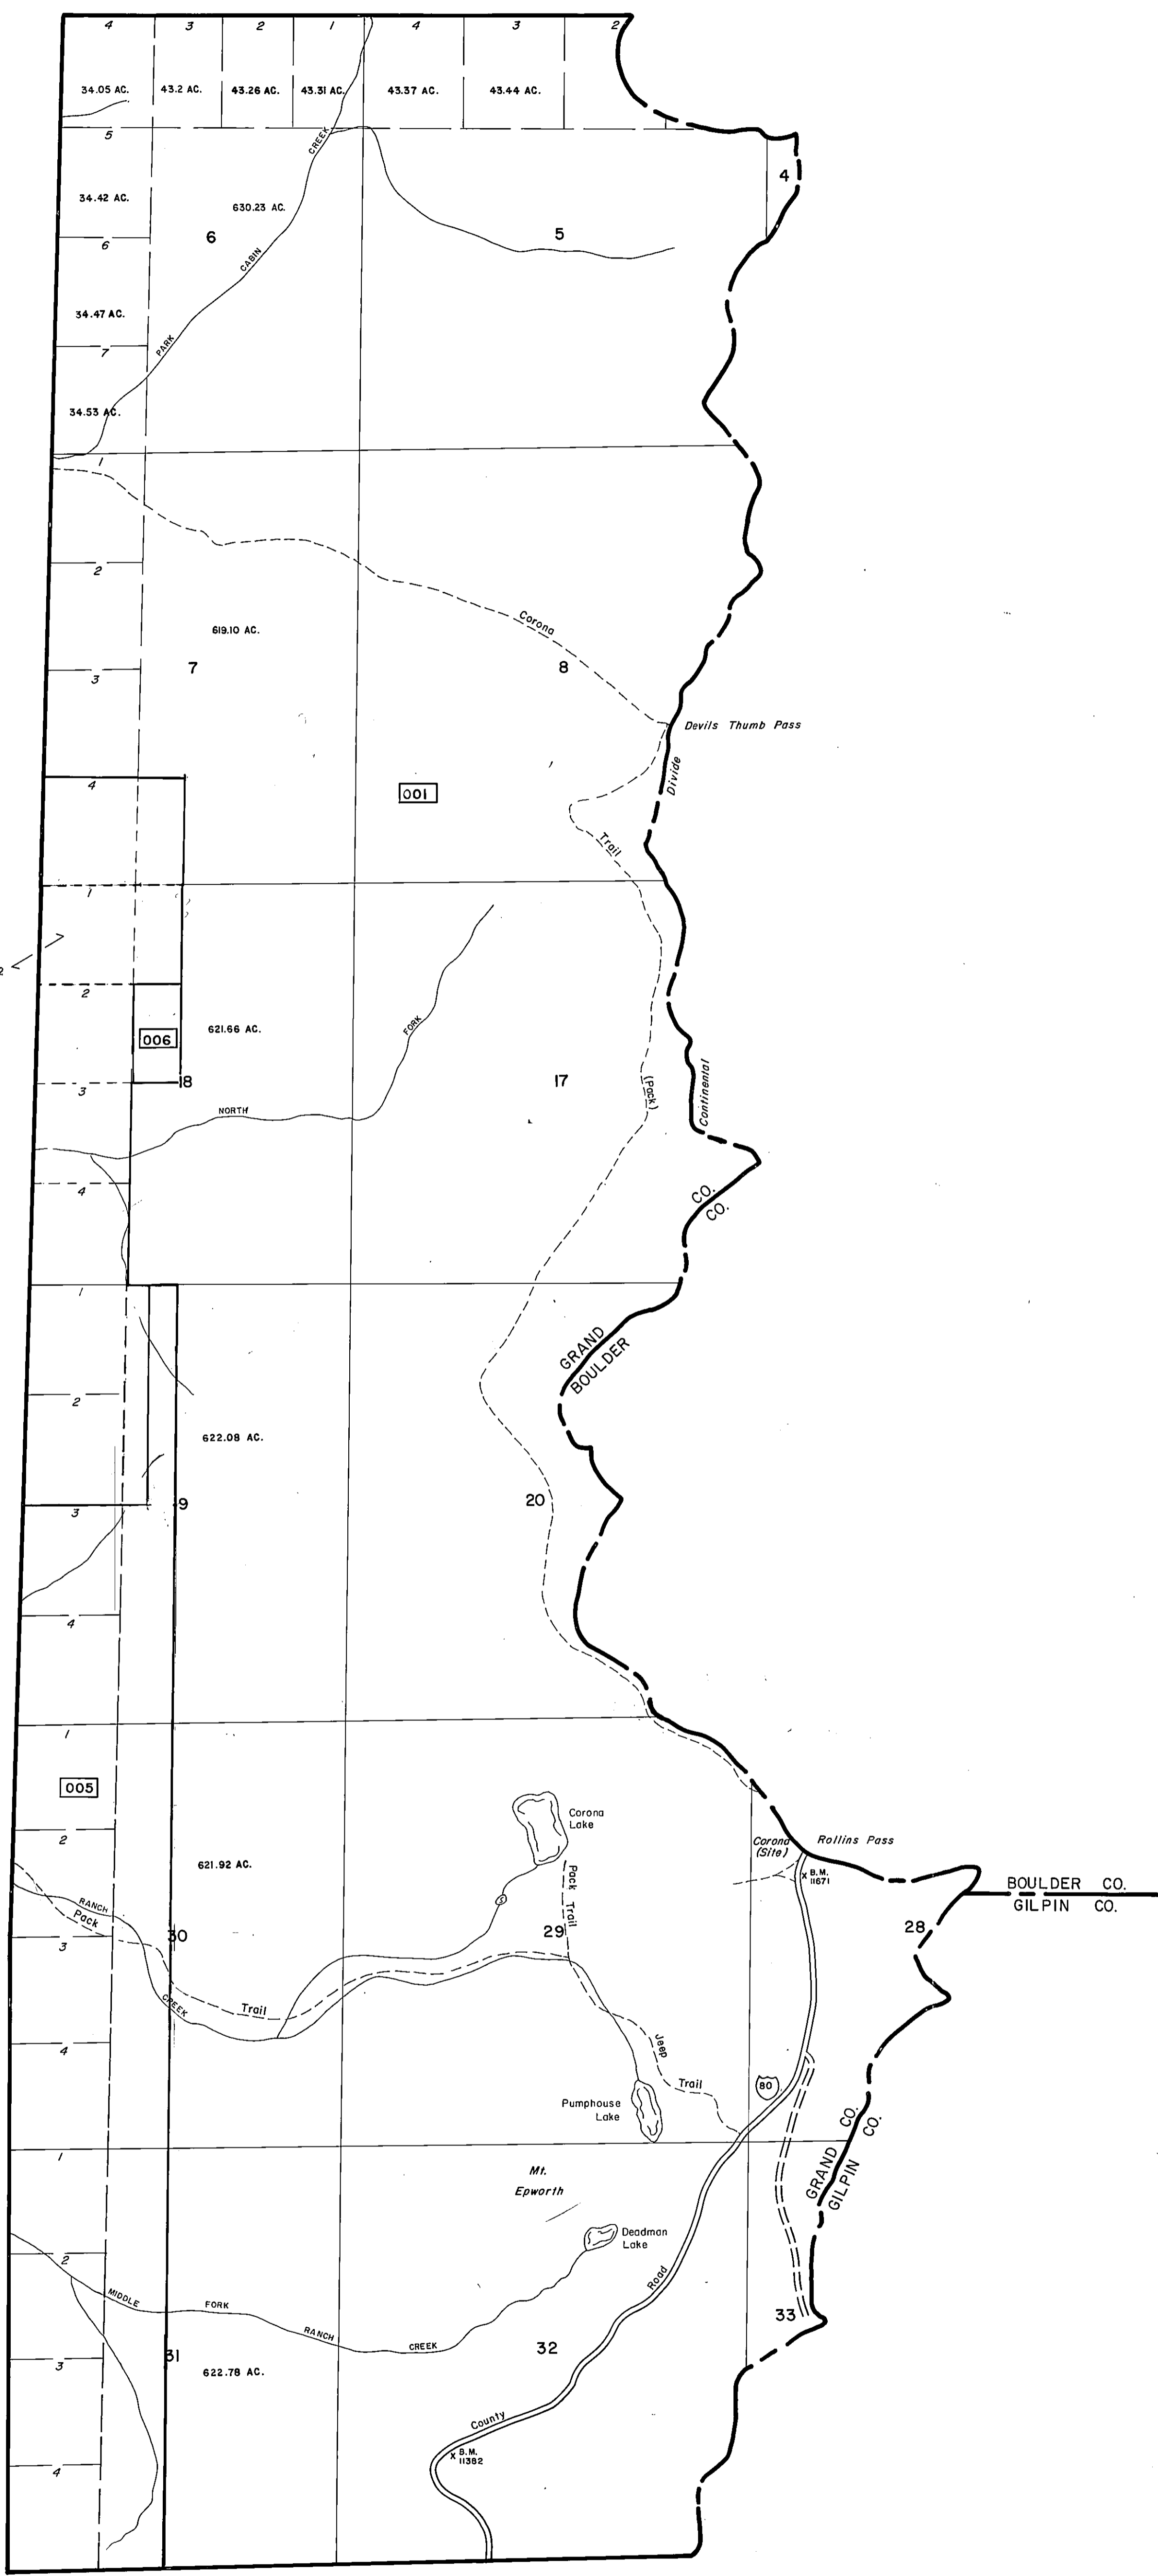 4 3 2 1 4 3 2
34.05 AC. 43.2 AC. 43.26 AC. 43.31 AC. 43.37 AC. 43.44 AC.
5
CREEK
4
34.42 AC.
630.23 AC.
6
6
5
CABIN
34.47 AC.
PARK
7
34.53 AC.
1
2
Corona
619.10 AC.
7
8
3
Devils Thumb Pass
Divide
4
001
Trail
1
2
2
621.66 AC.
FORK
006
17
18
3
(Pack)
Continental
NORTH
4
CO.
CO.
1
GRAND
BOULDER
2
622.08 AC.
20
9
3
4
1
005
Corona
Lake
2
Corona
(Site)
Rollins Pass
621.92 AC.
B.M.
11671
BOULDER CO.
GILPIN CO.
RANCH
Pack
Pack Trail
28
29
30
3
CREEK
Trail
4
Jeep
Trail
80
Pumphouse
Lake
CO.
CO.
1
GRAND
GILPIN
Mt.
Epworth
Deadman
Lake
2
MIDDLE FORK RANCH CREEK
Road
33
32
31
3
622.78 AC.
County
B.M.
11382
4